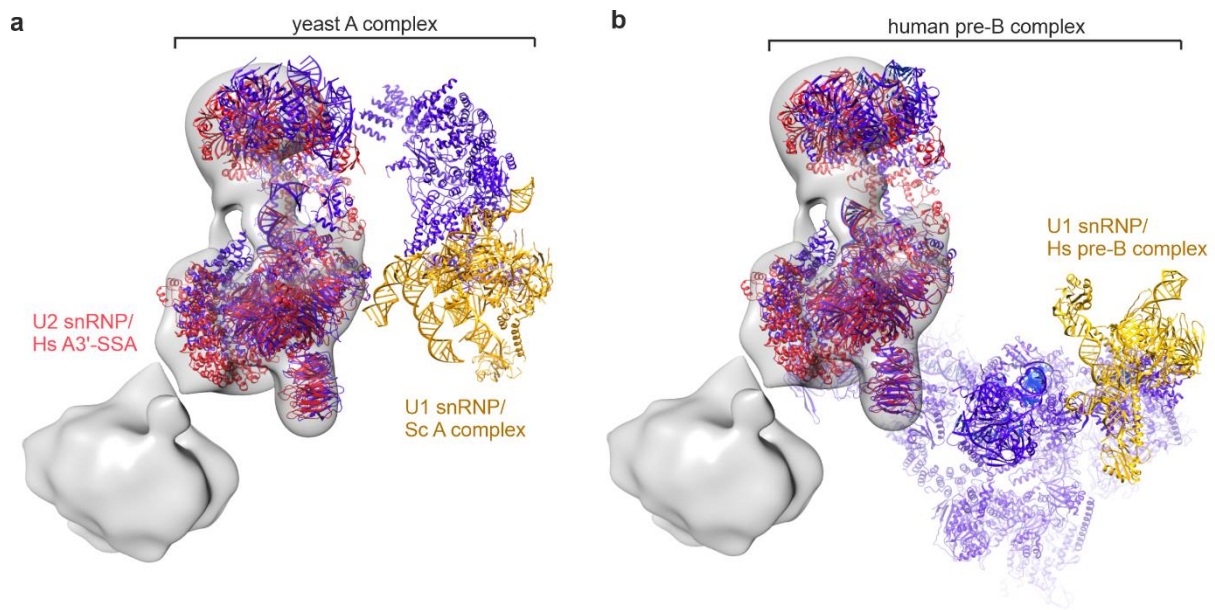 a
yeast A complex
U2 snRNP/
Hs A3'-SSA
U1 snRNP/
Sc A complex
b
human pre-B complex
U1 snRNP/
Hs pre-B complex